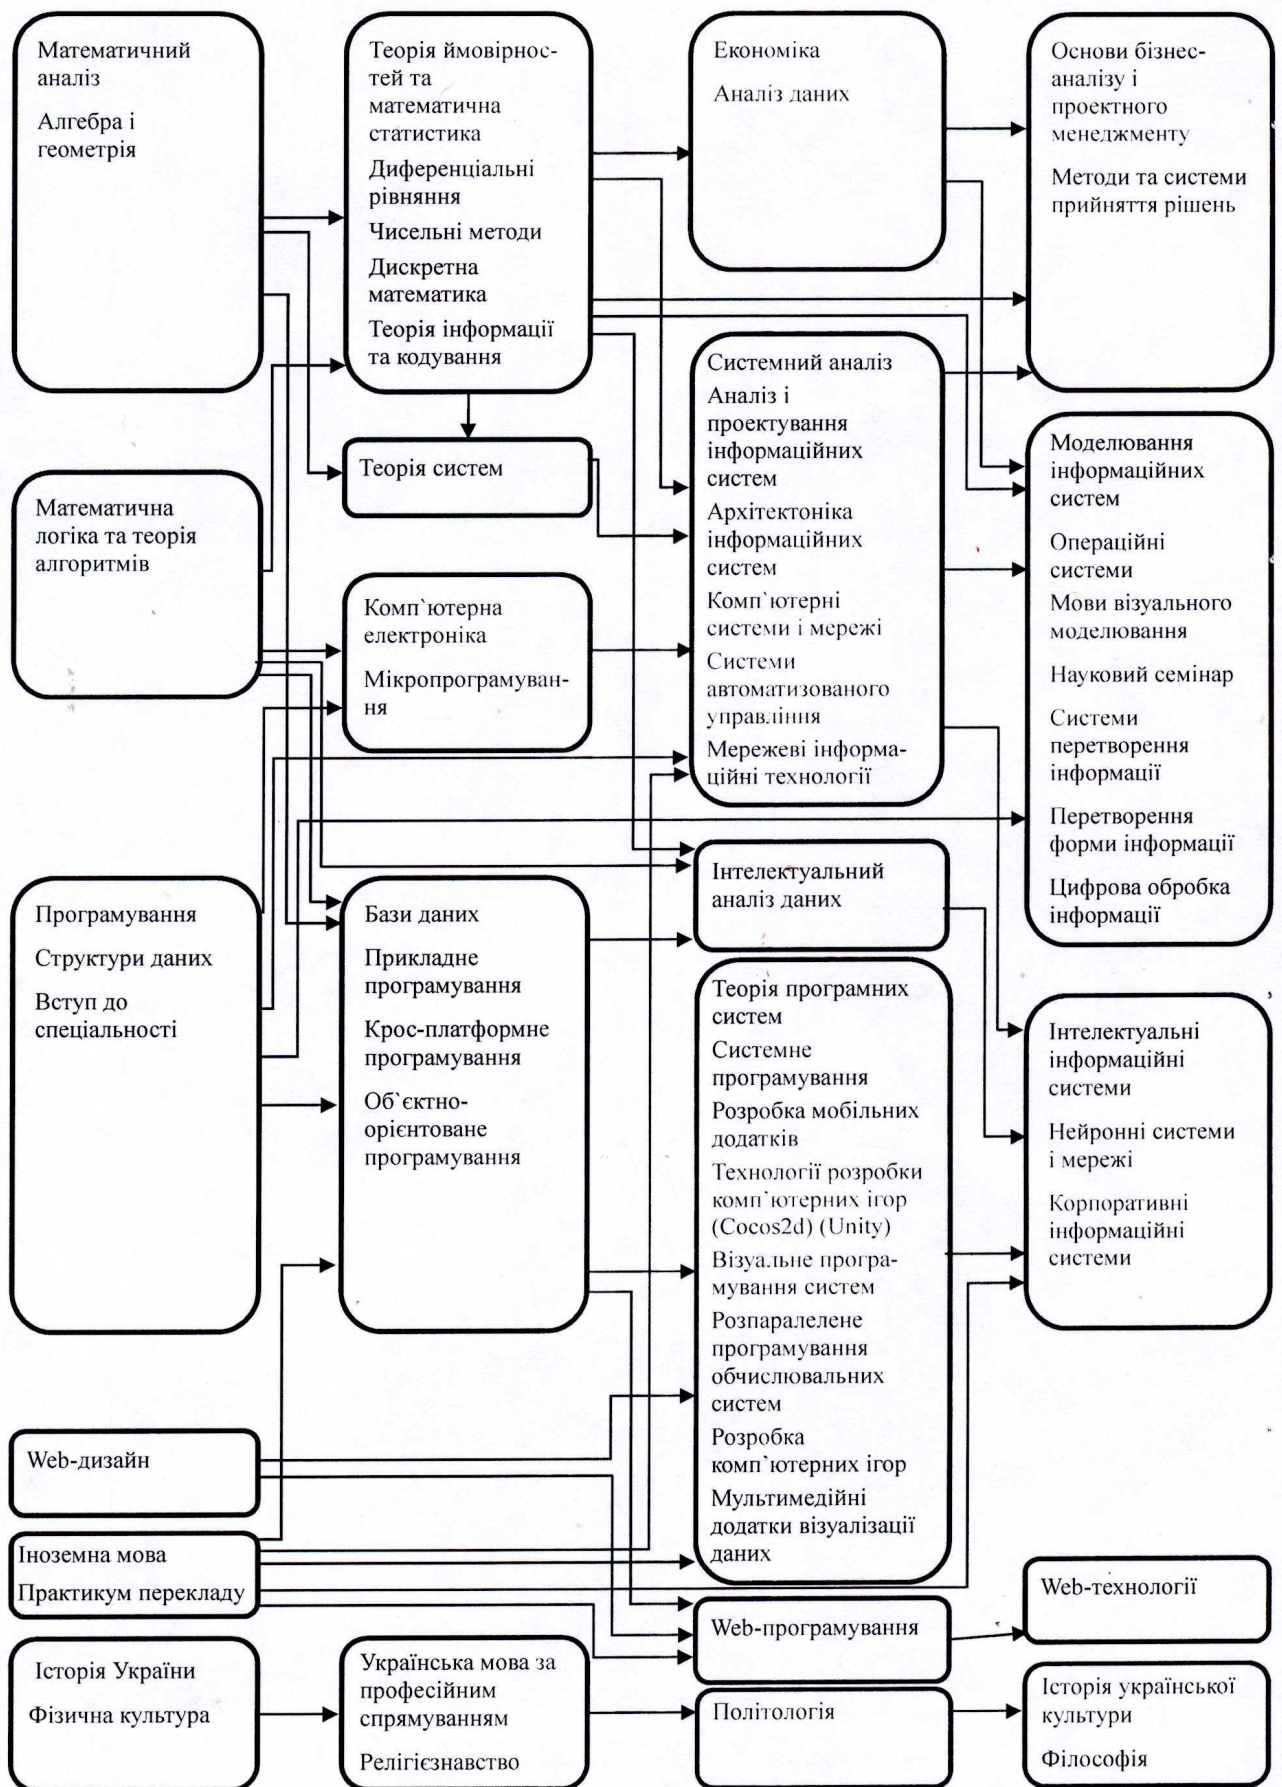 Математичний
аналіз
Алгебра і
геометрія
Математична
логіка та теорія
алгоритмів
Програмування
Структури даних
Вступ до
спеціальності
Web-дизайн
Іноземна мова
Практикум перекладу
Історія України
Фізична культура
Теорія ймовірнос-
тей та
математична
статистика
Диференціальні
рівняння
Чисельні методи
Дискретна
математика
Теорія інформації
та кодування
Теорія систем
Комп`ютерна
електроніка
Мікропрограмуван-
ня
Бази даних
Прикладне
програмування
Крос-платформне
програмування
Об`єктно-
орієнтоване
програмування
Українська мова за
професійним
спрямуванням
Релігієзнавство
Економіка
Аналіз даних
Системний аналіз
Аналіз і
проектування
інформаційних
систем
Архітектоніка
інформаційних
систем
Комп`ютерні
системи і мережі
Системи
автоматизованого
управління
Мережеві інформа-
ційні технології
Інтелектуальний
аналіз даних
Теорія програмних
систем
Системне
програмування
Розробка мобільних
додатків
Технології розробки
комп`ютерних ігор
(Cocos2d) (Unity)
Візуальне програ-
мування систем
Розпаралелене
програмування
обчислювальних
систем
Розробка
комп`ютерних ігор
Мультимедійні
додатки візуалізації
даних
Web-програмування
Політологія
Основи бізнес-
аналізу і
проектного
менеджменту
Методи та системи
прийняття рішень
Моделювання
інформаційних
систем
Операційні
системи
Мови візуального
моделювання
Науковий семінар
Системи
перетворення
інформації
Перетворення
форми інформації
Цифрова обробка
інформації
Інтелектуальні
інформаційні
системи
Нейронні системи
і мережі
Корпоративні
інформаційні
системи
Web-технології
Історія української
культури
Філософія